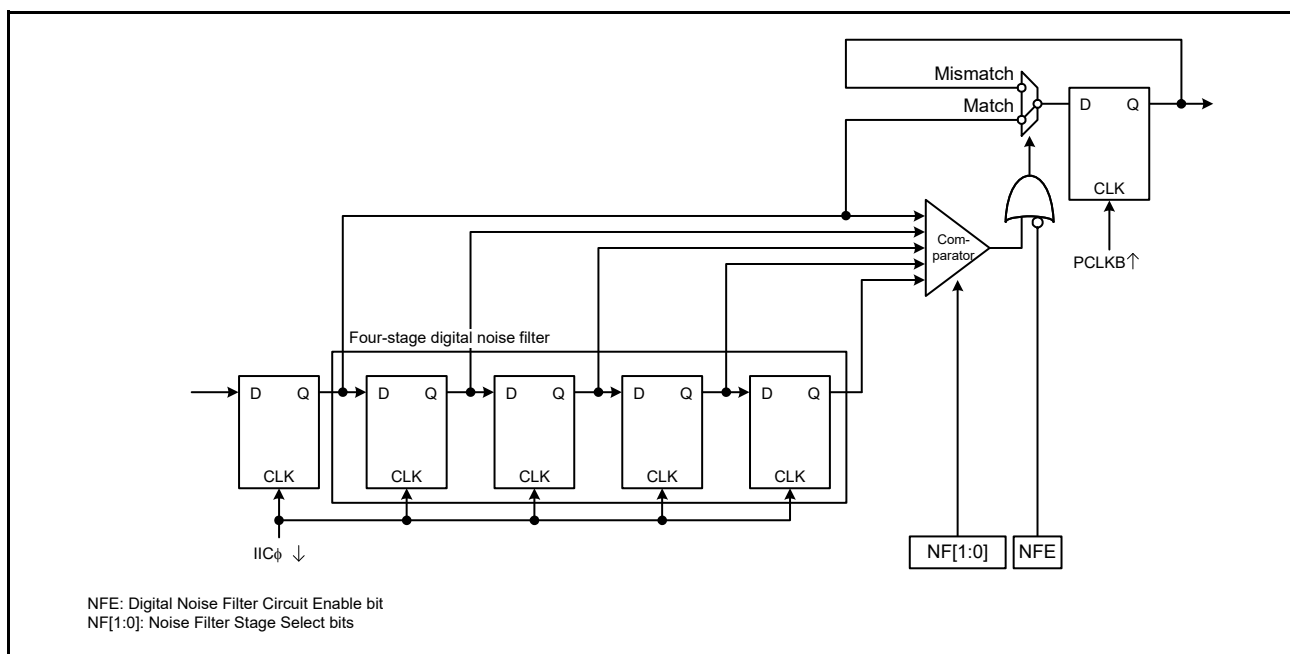 Mismatch
Match
D Q
CLK
PCLKB↑
Com-
parator
Four-stage digital noise filter
D Q D Q D Q D Q D Q
CLK CLK CLK CLK CLK
IICϕ ↓
NF[1:0] NFE
NFE: Digital Noise Filter Circuit Enable bit
NF[1:0]: Noise Filter Stage Select bits